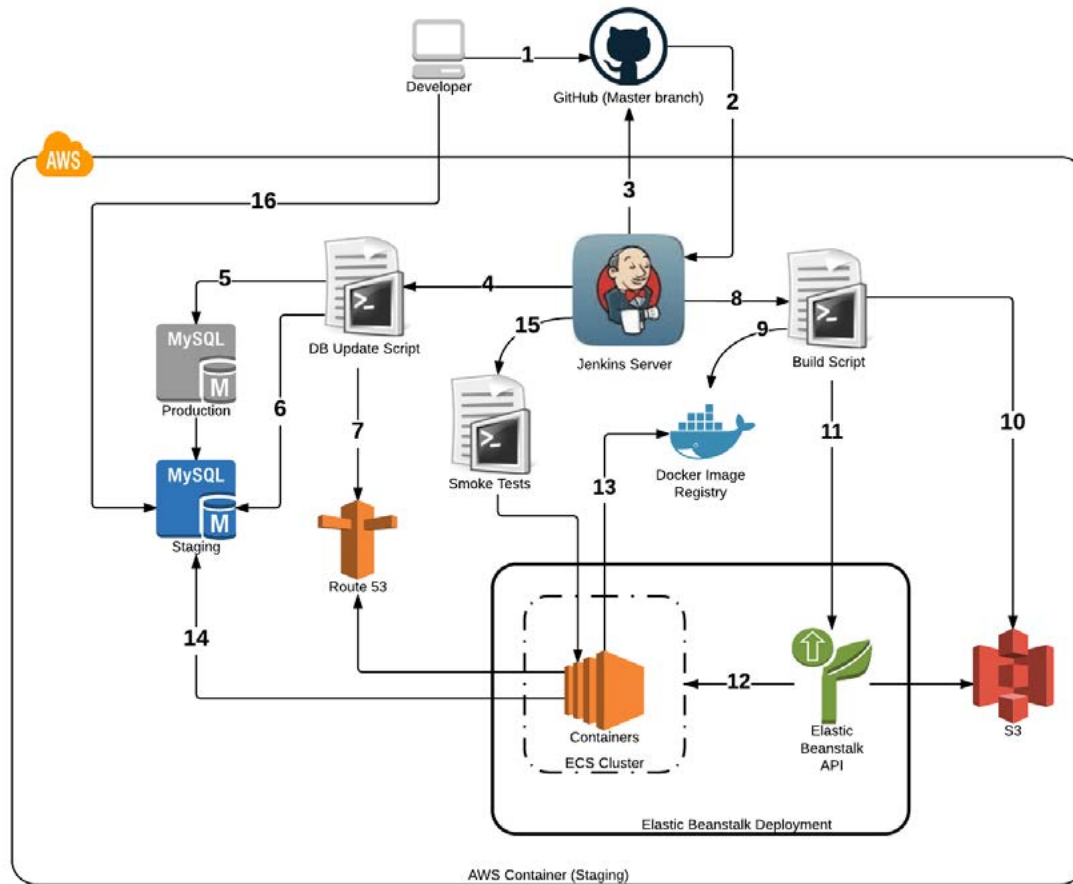 1
Developer
GitHub (Master branch)
2
AWS
3
16
5
4
8
15
9
MySQL
M
Production
DB Update Script
Jenkins Server
Build Script
6
7
11
10
MySQL
M
Staging
Smoke Tests
13
Docker Image
Registry
Route 53
14
12
Containers
ECS Cluster
Elastic
Beanstalk
API
S3
Elastic Beanstalk Deployment
AWS Container (Staging)